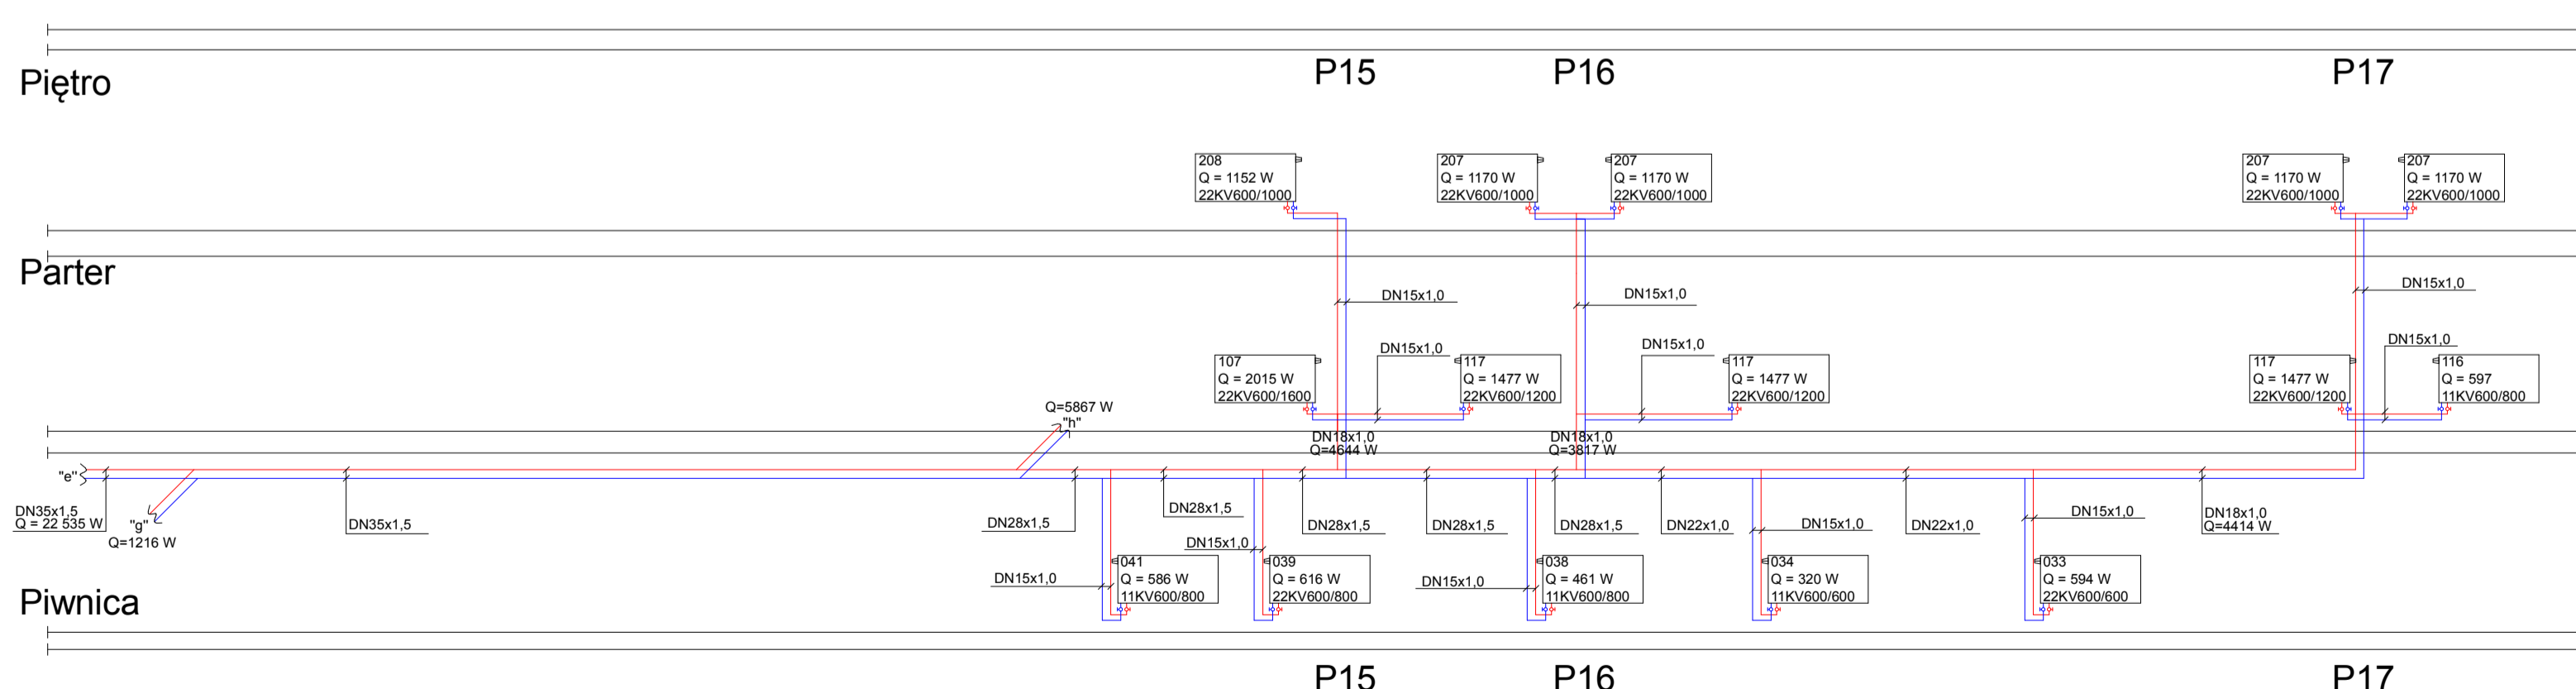 Piętro
P15
P16
P17
208
Q = 1152 W
22KV600/1000
207
Q = 1170 W
22KV600/1000
207
Q = 1170 W
22KV600/1000
207
Q = 1170 W
22KV600/1000
207
Q = 1170 W
22KV600/1000
Parter
DN15x1,0
DN15x1,0
DN15x1,0
DN15x1,0
DN15x1,0
DN15x1,0
107
Q = 2015 W
22KV600/1600
117
Q = 1477 W
22KV600/1200
117
Q = 1477 W
22KV600/1200
117
Q = 1477 W
22KV600/1200
116
Q = 597
11KV600/800
Q=5867 W
"h"
DN18x1,0
Q=4644 W
DN18x1,0
Q=3817 W
"e"
DN35x1,5
Q = 22 535 W
"g"
Q=1216 W
DN35x1,5
DN28x1,5
DN28x1,5
DN28x1,5
DN28x1,5
DN28x1,5
DN22x1,0
DN15x1,0
DN22x1,0
DN15x1,0
DN18x1,0
Q=4414 W
DN15x1,0
DN15x1,0
DN15x1,0
041
Q = 586 W
11KV600/800
039
Q = 616 W
22KV600/800
038
Q = 461 W
11KV600/800
034
Q = 320 W
11KV600/600
033
Q = 594 W
22KV600/600
Piwnica
P15
P16
P17